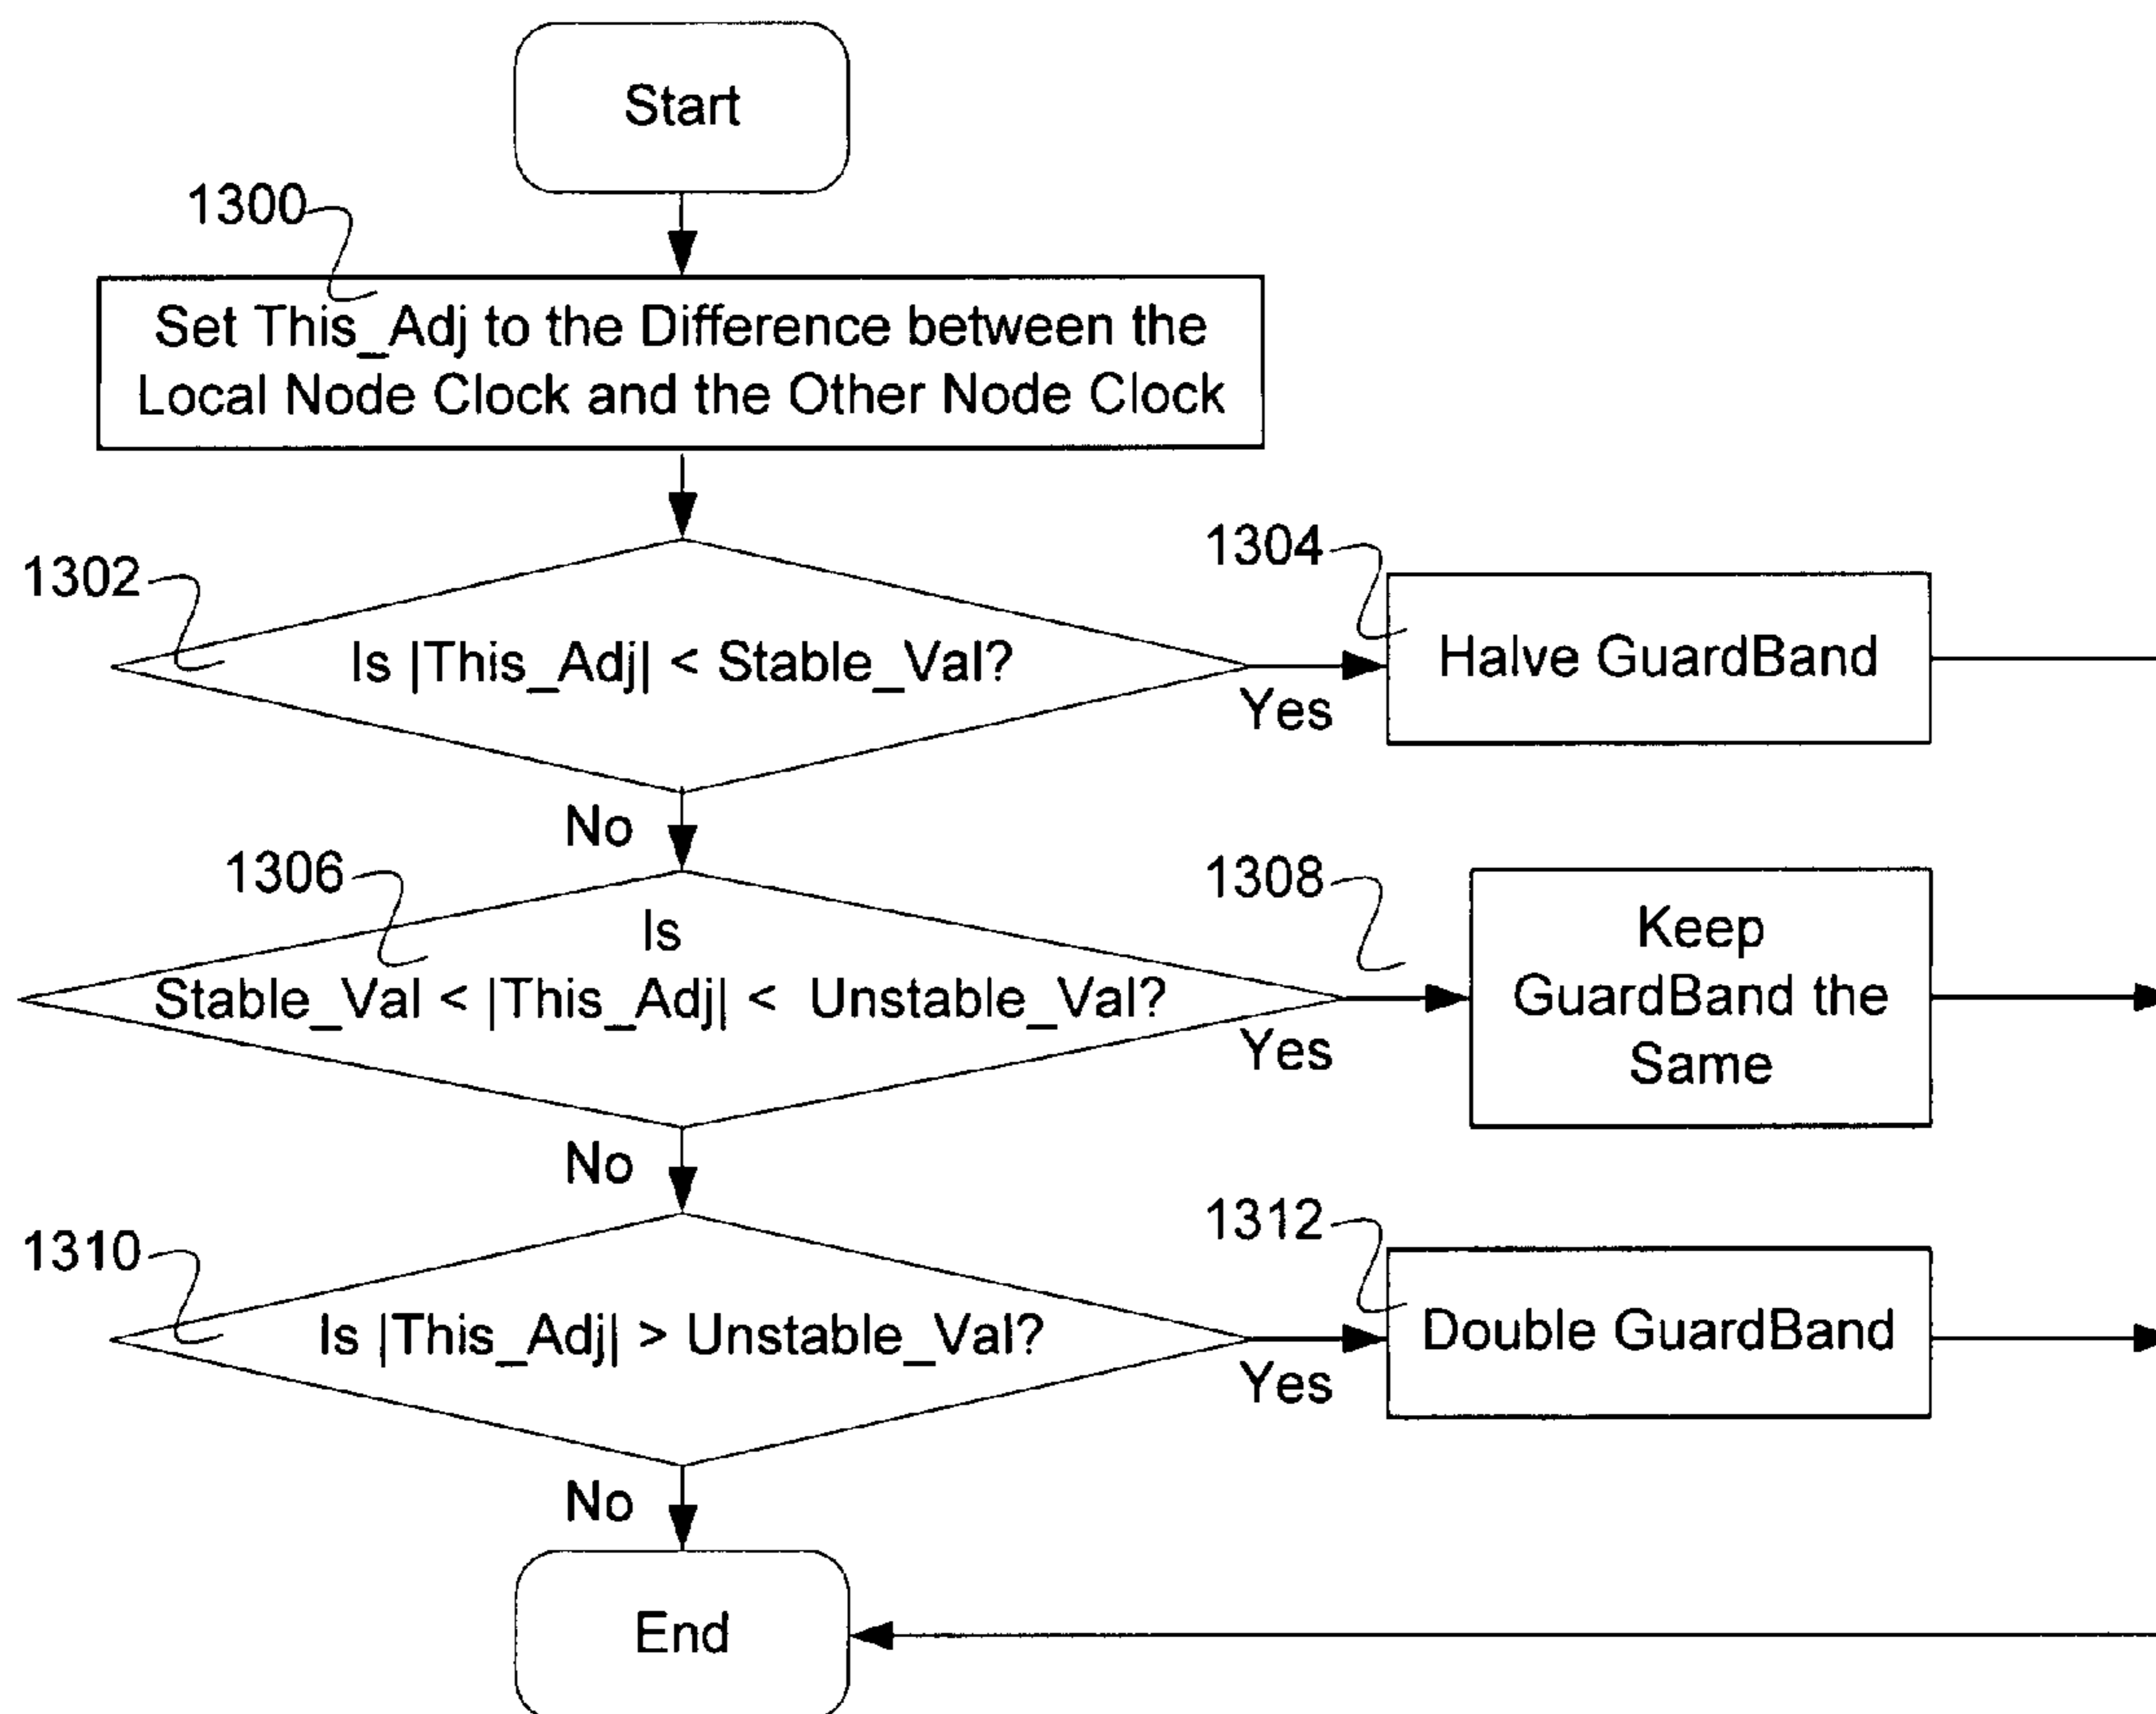 Start
1300
Set This_Adj to the Difference between the
Local Node Clock and the Other Node Clock
1302
Is |This_Adj| < Stable_Val?
Yes
1304
Halve GuardBand
No
1306
Is
Stable_Val < |This_Adj| < Unstable_Val?
Yes
1308
Keep
GuardBand the
Same
No
1310
Is |This_Adj| > Unstable_Val?
Yes
1312
Double GuardBand
No
End